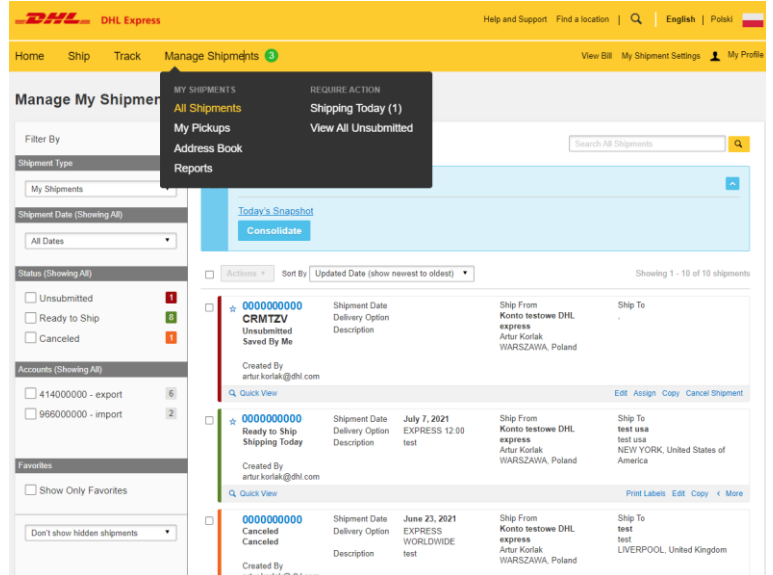 DHL DHL Express
Help and Support Find a location | English | Polski
Home Ship Track Manage Shipments 3
View Bill My Shipment Settings My Profile
MY SHIPMENTS
All Shipments
My Pickups
Address Book
Reports
REQUIRE ACTION
Shipping Today (1)
View All Unsubmitted
Manage My Shipmen
Filter By
Shipment Type
My Shipments
Shipment Date (Showing All)
All Dates
Status (Showing All)
Unsubmitted 1
Ready to Ship 8
Canceled 1
Accounts (Showing All)
414000000 - export 6
966000000 - import 2
Favorites
Show Only Favorites
Don't show hidden shipments
Search All Shipments
Today's Snapshot
Consolidate
Actions Sort By Updated Date (show newest to oldest) Showing 1 - 10 of 10 shipments
0000000000
CRMTZV
Unsubmitted
Saved By Me
Created By
artur.korlak@dhl.com
Shipment Date
Delivery Option
Description
Ship From
Konto testowe DHL
express
Artur Korlak
WARSZAWA, Poland
Ship To
,
Quick View Edit Assign Copy Cancel Shipment
0000000000
Ready to Ship
Shipping Today
Created By
artur.korlak@dhl.com
Shipment Date July 7, 2021
Delivery Option EXPRESS 12:00
Description test
Ship From
Konto testowe DHL
express
Artur Korlak
WARSZAWA, Poland
Ship To
test usa
test usa
NEW YORK, United States of
America
Quick View Print Labels Edit Copy < More
0000000000
Canceled
Canceled
Created By
Shipment Date June 23, 2021
Delivery Option EXPRESS
WORLDWIDE
Description test
Ship From
Konto testowe DHL
express
Artur Korlak
WARSZAWA, Poland
Ship To
test
test
LIVERPOOL, United Kingdom